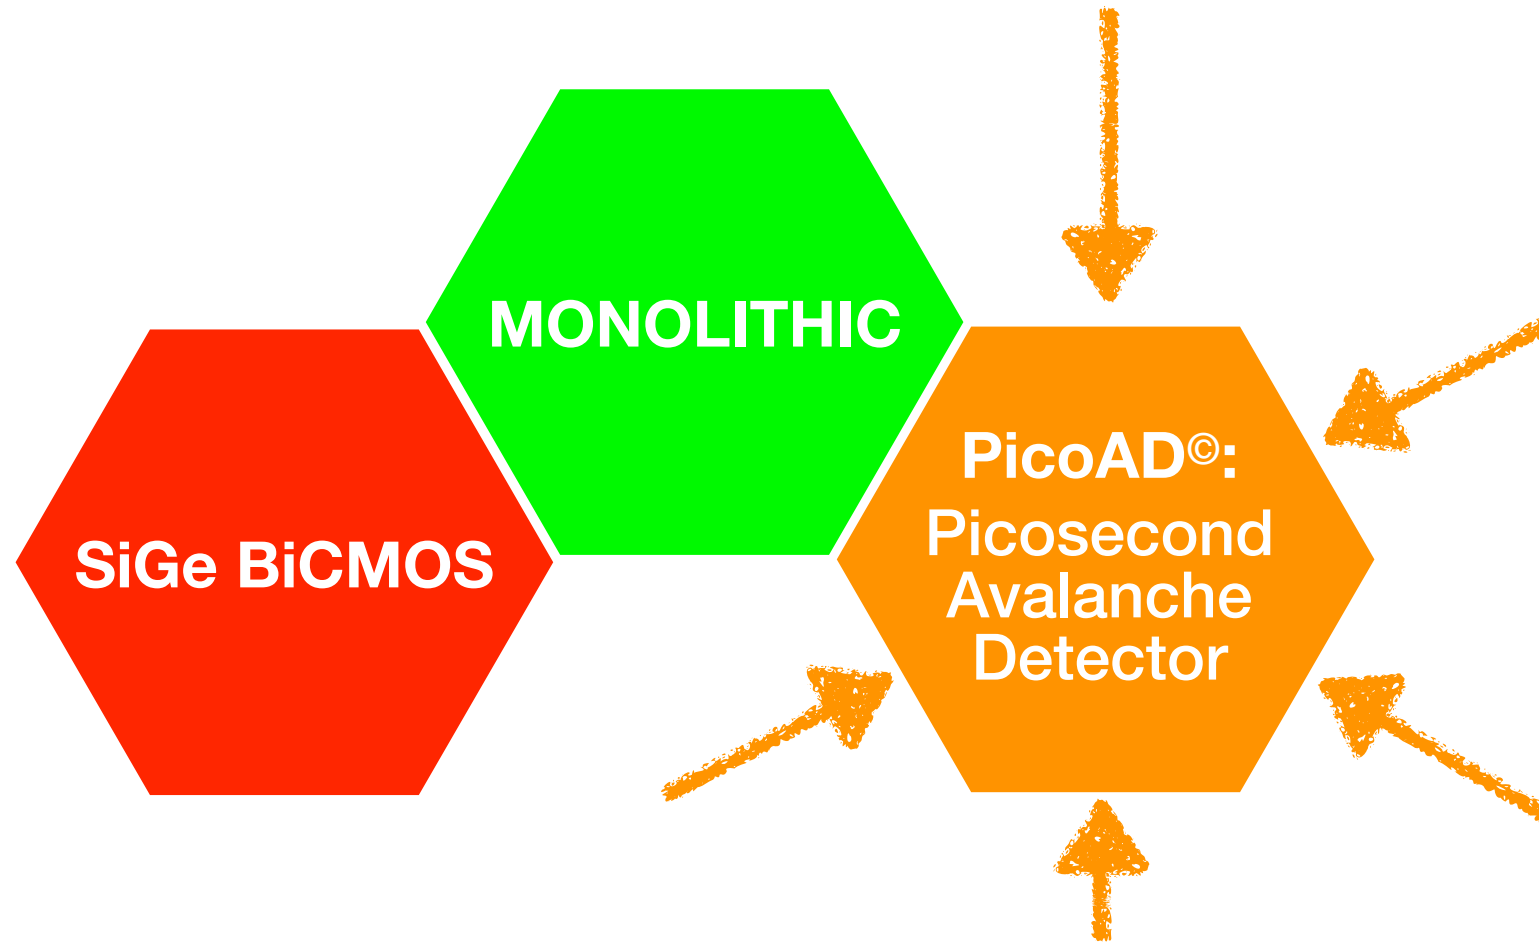 MONOLITHIC
SiGe BiCMOS
PicoAD©:
Picosecond
Avalanche
Detector